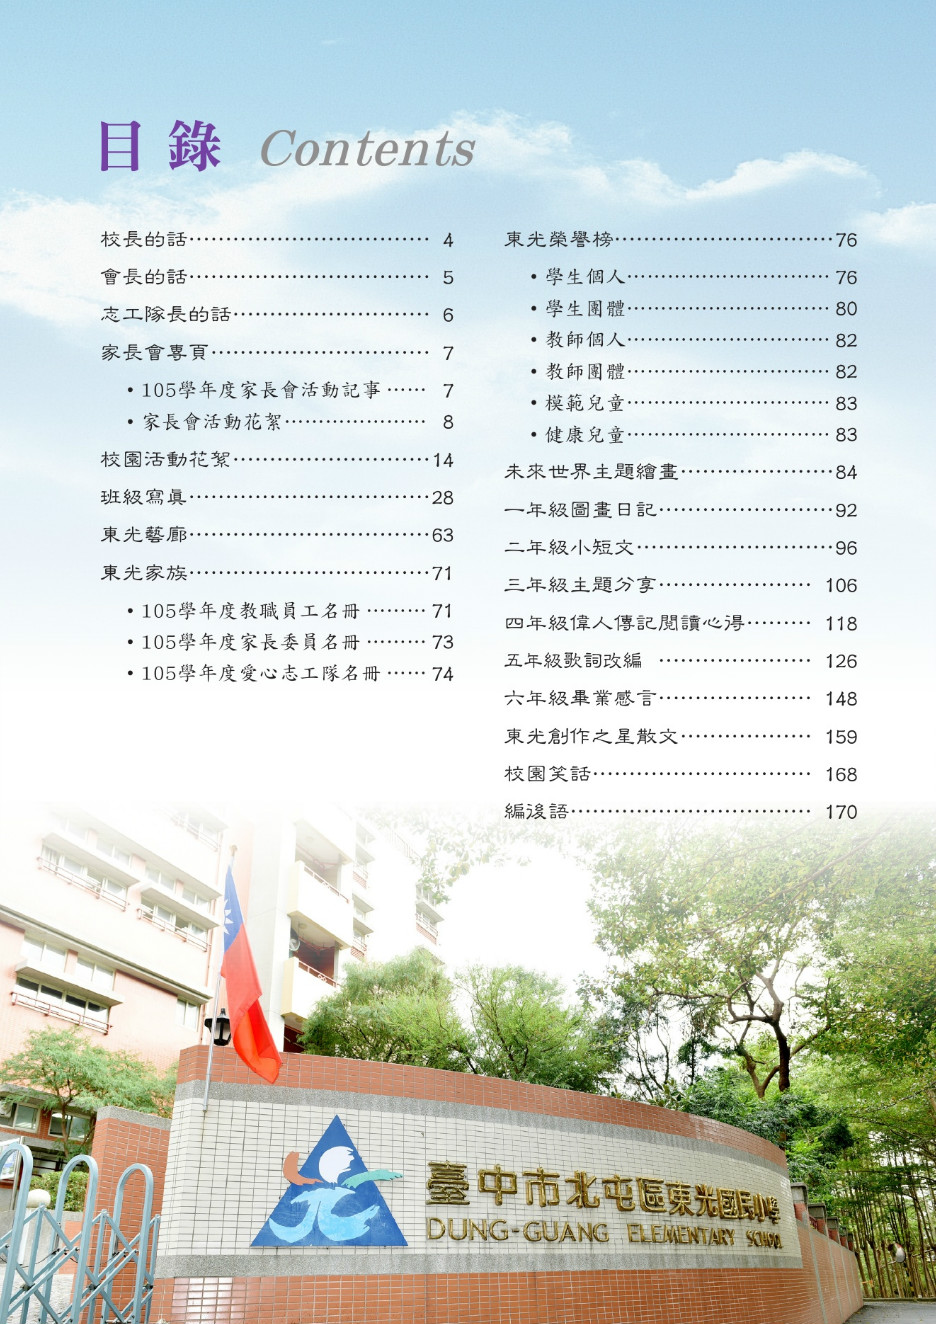 目錄 Contents
校長的話………………………… 4
會長的話………………………… 5
志工隊長的話……………………… 6
家長會專頁……………………… 7
•105學年度家長會活動記事 …… 7
•家長會活動花絮……………… 8
校園活動花絮……………………14
班級寫真…………………………28
東光藝廊…………………………63
東光家族…………………………71
•105學年度教職員工名冊 ……… 71
•105學年度家長委員名冊 ……… 73
•105學年度愛心志工隊名冊 …… 74
東光榮譽榜………………………76
•學生個人…………………… 76
•學生團體…………………… 80
•教師個人…………………… 82
•教師團體…………………… 82
•模範兒童…………………… 83
•健康兒童…………………… 83
未來世界主題繪畫………………84
一年級圖畫日記…………………92
二年級小短文……………………96
三年級主題分享………………… 106
四年級偉人傳記閱讀心得……… 118
五年級歌詞改編 ……………… 126
六年級畢業感言……………… 148
東光創作之星散文…………… 159
校園笑話……………………… 168
編後語………………………… 170
臺中市北屯區東光國民小學
DUNG-GUANG ELEMENTARY SCHOOL